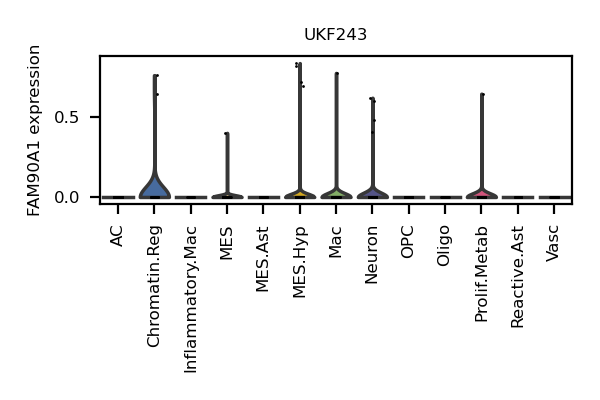 UKF243
FAM90A1 expression
0.5
0.0
AC
Chromatin.Reg
Inflammatory.Mac
MES
MES.Ast
MES.Hyp
Mac
Neuron
OPC
Oligo
Prolif.Metab
Reactive.Ast
Vasc